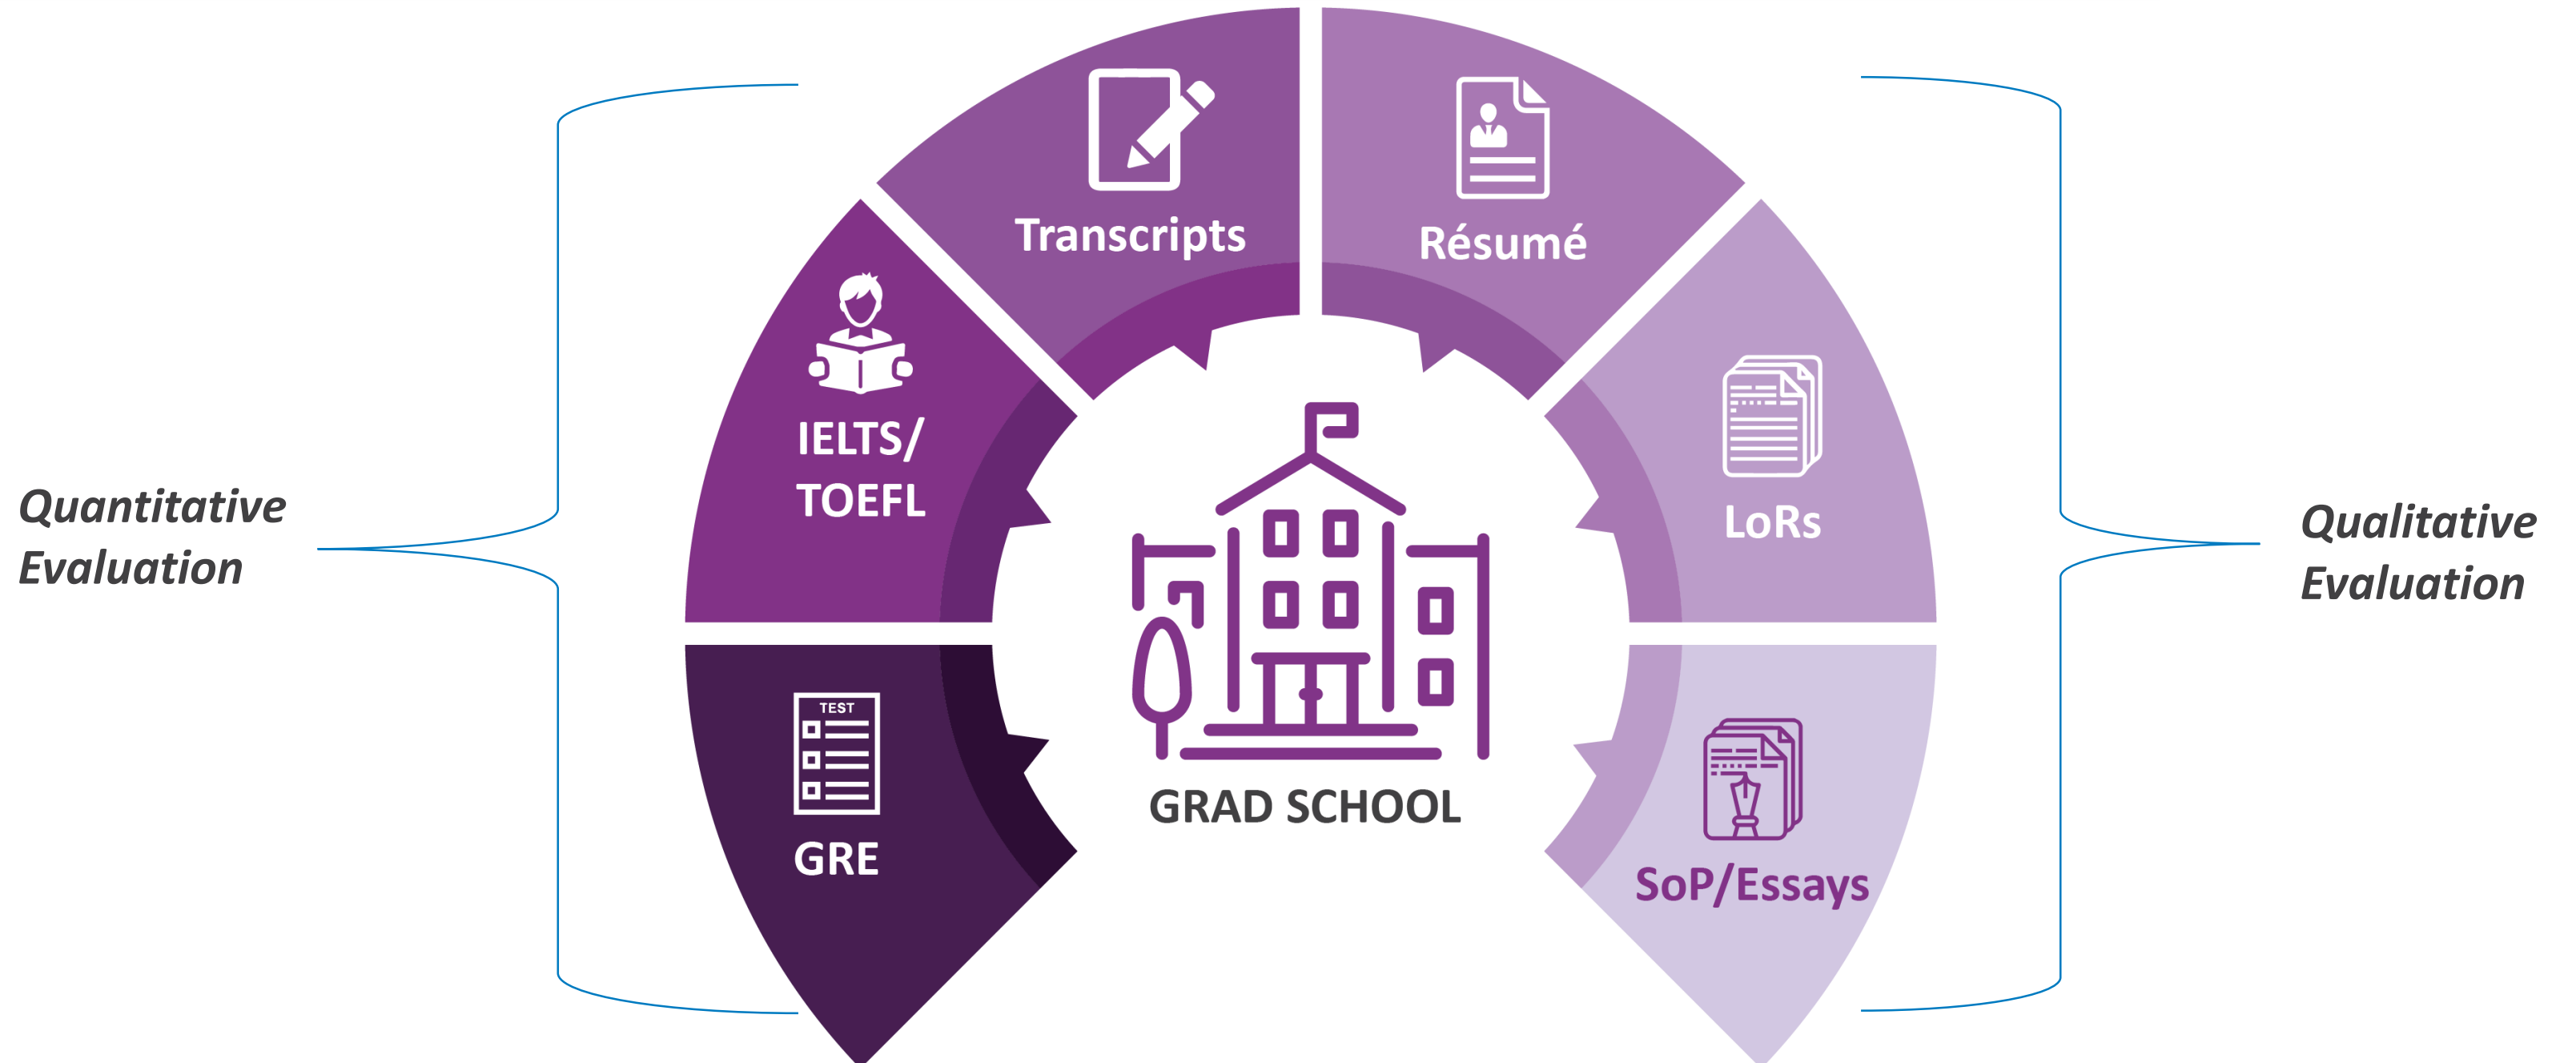 Quantitative
Evaluation
TEST
GRE
IELTS/
TOEFL
Transcripts
Résumé
LoRs
SoP/Essays
GRAD SCHOOL
Qualitative
Evaluation